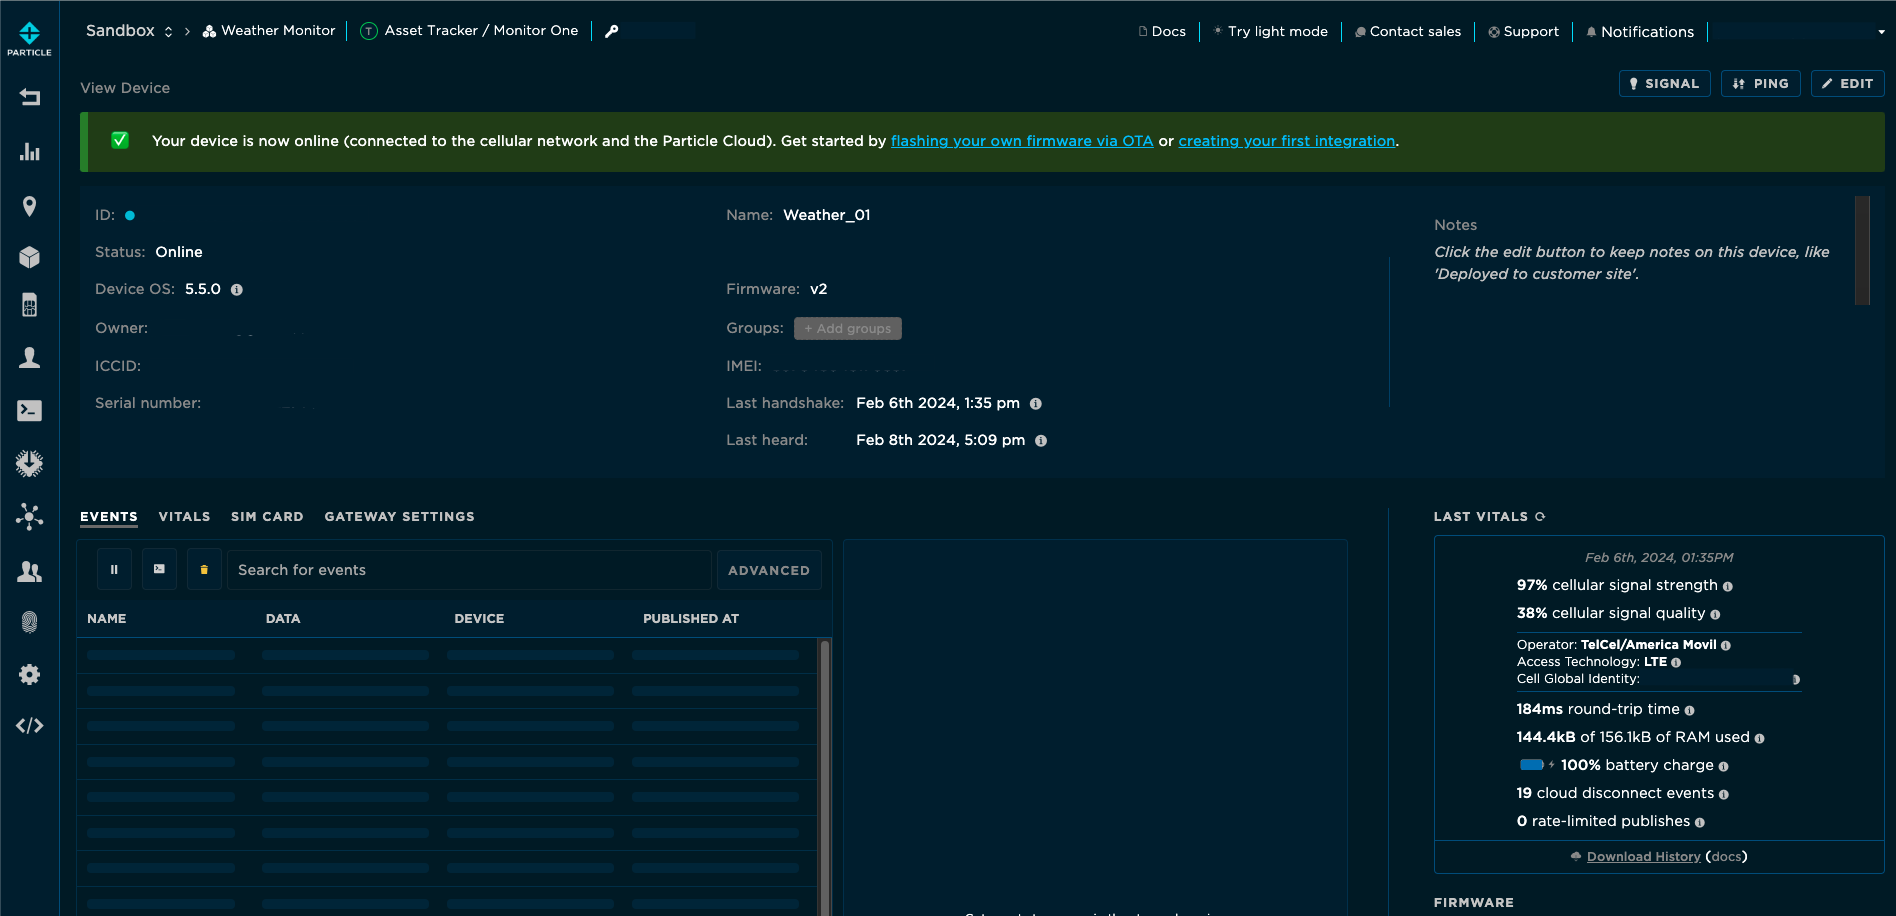 PARTICLE
Sandbox > Weather Monitor
T Asset Tracker / Monitor One
Docs
Try light mode
Contact sales
Support
Notifications
View Device
SIGNAL
PING
EDIT
Your device is now online (connected to the cellular network and the Particle Cloud). Get started by flashing your own firmware via OTA or creating your first integration.
ID:
Name: Weather_01
Status: Online
Device OS: 5.5.0
Firmware: v2
Owner:
Groups: + Add groups
ICCID:
IMEI:
Serial number:
Last handshake: Feb 6th 2024, 1:35 pm
Last heard: Feb 8th 2024, 5:09 pm
Notes
Click the edit button to keep notes on this device, like
'Deployed to customer site'.
EVENTS VITALS SIM CARD GATEWAY SETTINGS
Search for events
ADVANCED
NAME DATA DEVICE PUBLISHED AT
LAST VITALS
Feb 6th, 2024, 01:35PM
97% cellular signal strength
38% cellular signal quality
Operator: TelCel/America Movil
Access Technology: LTE
Cell Global Identity:
184ms round-trip time
144.4kB of 156.1kB of RAM used
100% battery charge
19 cloud disconnect events
0 rate-limited publishes
Download History (docs)
FIRMWARE